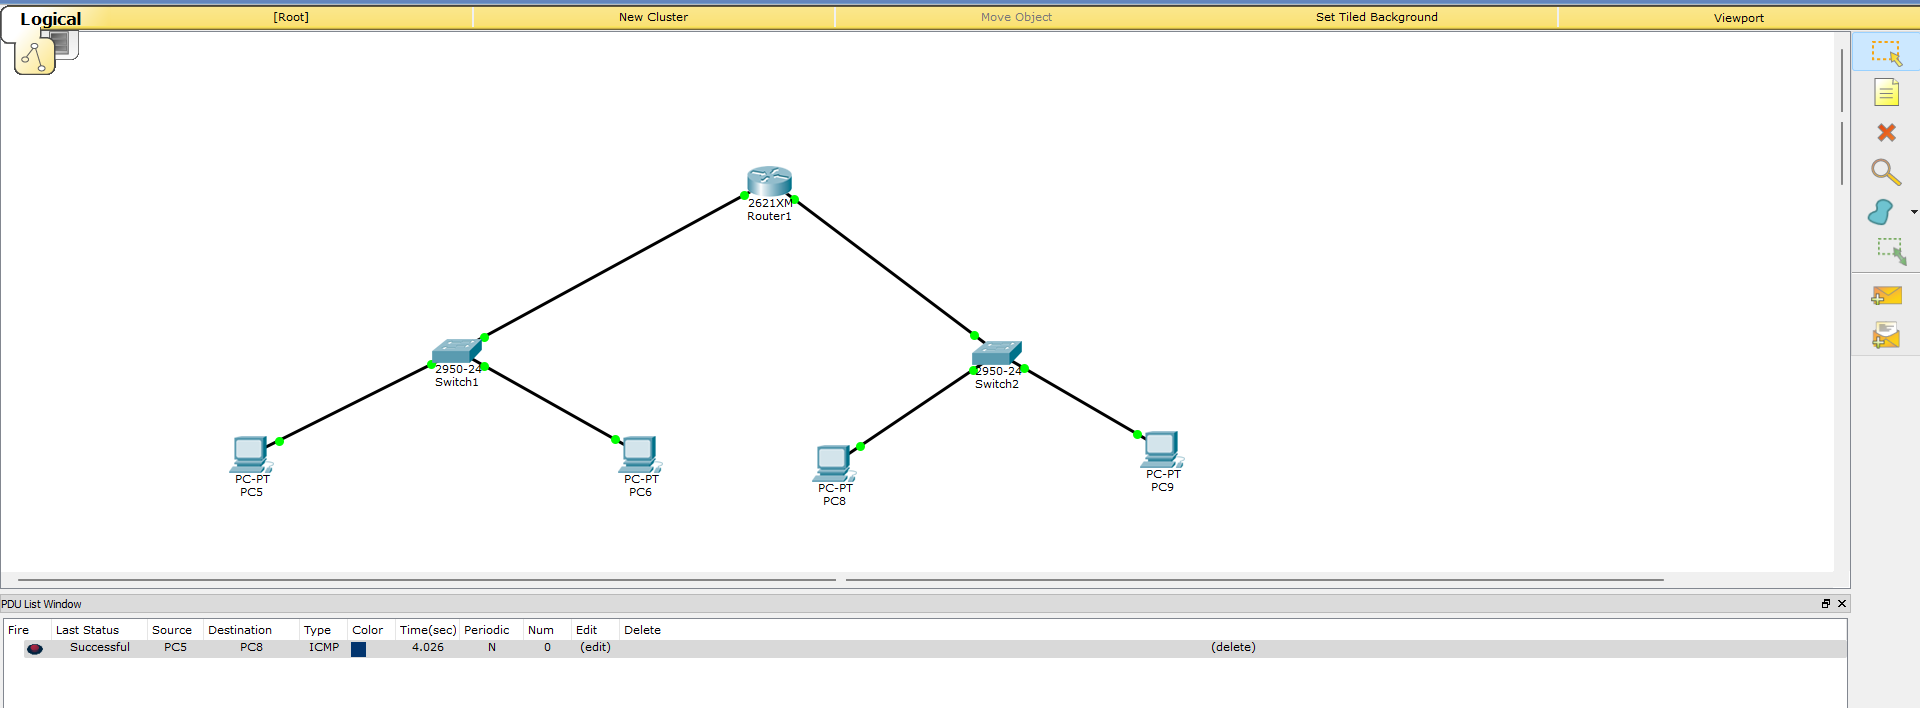 Logical
[Root]
New Cluster
Move Object
Set Tiled Background
Viewport
2621XM
Router1
2950-24
Switch1
2950-24
Switch2
PC-PT
PC5
PC-PT
PC6
PC-PT
PC8
PC-PT
PC9
PDU List Window
Fire Last Status Source Destination Type Color Time(sec) Periodic Num Edit Delete
Successful PC5 PC8 ICMP 4.026 N 0 (edit) (delete)